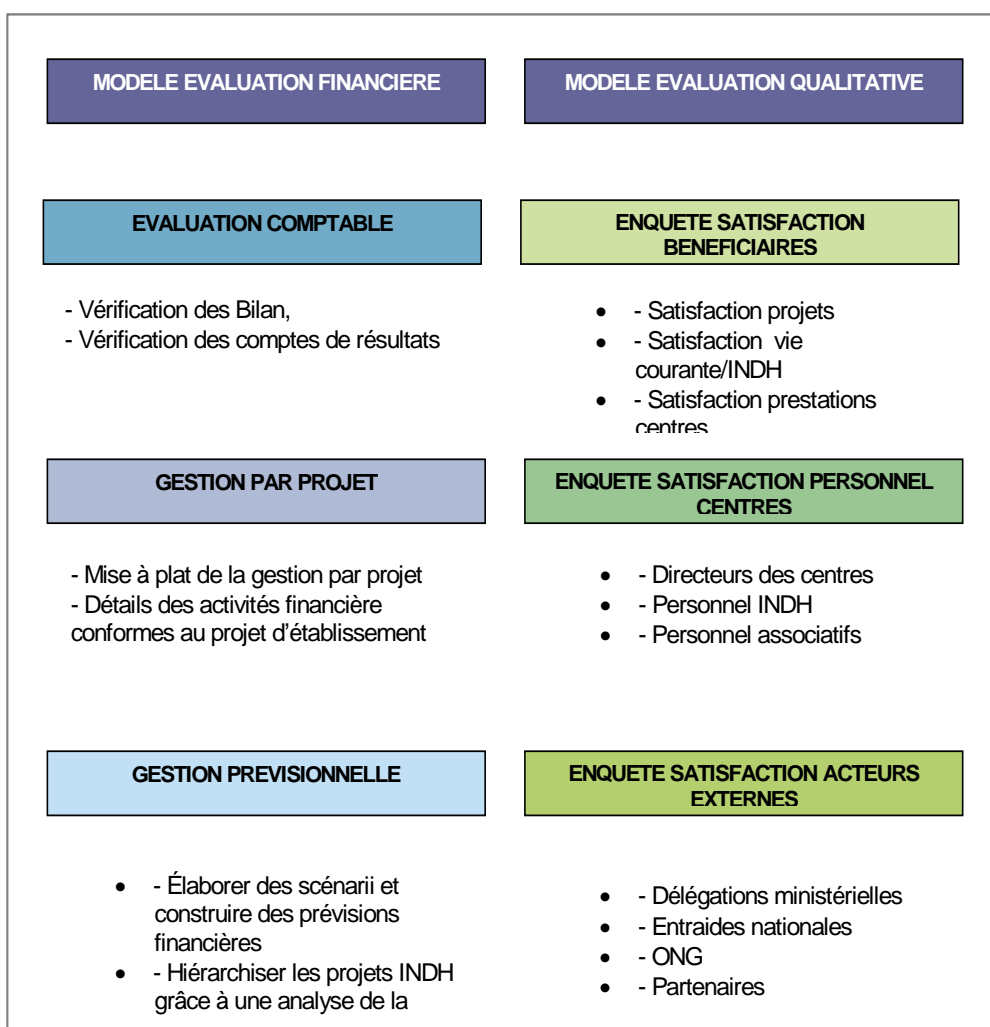 MODELE EVALUATION FINANCIERE
MODELE EVALUATION QUALITATIVE
EVALUATION COMPTABLE
- Vérification des Bilan,
- Vérification des comptes de résultats
ENQUETE SATISFACTION
BENEFICIAIRES
• - Satisfaction projets
• - Satisfaction vie
courante/INDH
• - Satisfaction prestations
centres
GESTION PAR PROJET
- Mise à plat de la gestion par projet
- Détails des activités financière
conformes au projet d'établissement
ENQUETE SATISFACTION PERSONNEL
CENTRES
• - Directeurs des centres
• - Personnel INDH
• - Personnel associatifs
GESTION PREVISIONNELLE
• - Élaborer des scénarii et
construire des prévisions
financières
• - Hiérarchiser les projets INDH
grâce à une analyse de la
ENQUETE SATISFACTION ACTEURS
EXTERNES
• - Délégations ministérielles
• - Entraides nationales
• - ONG
• - Partenaires